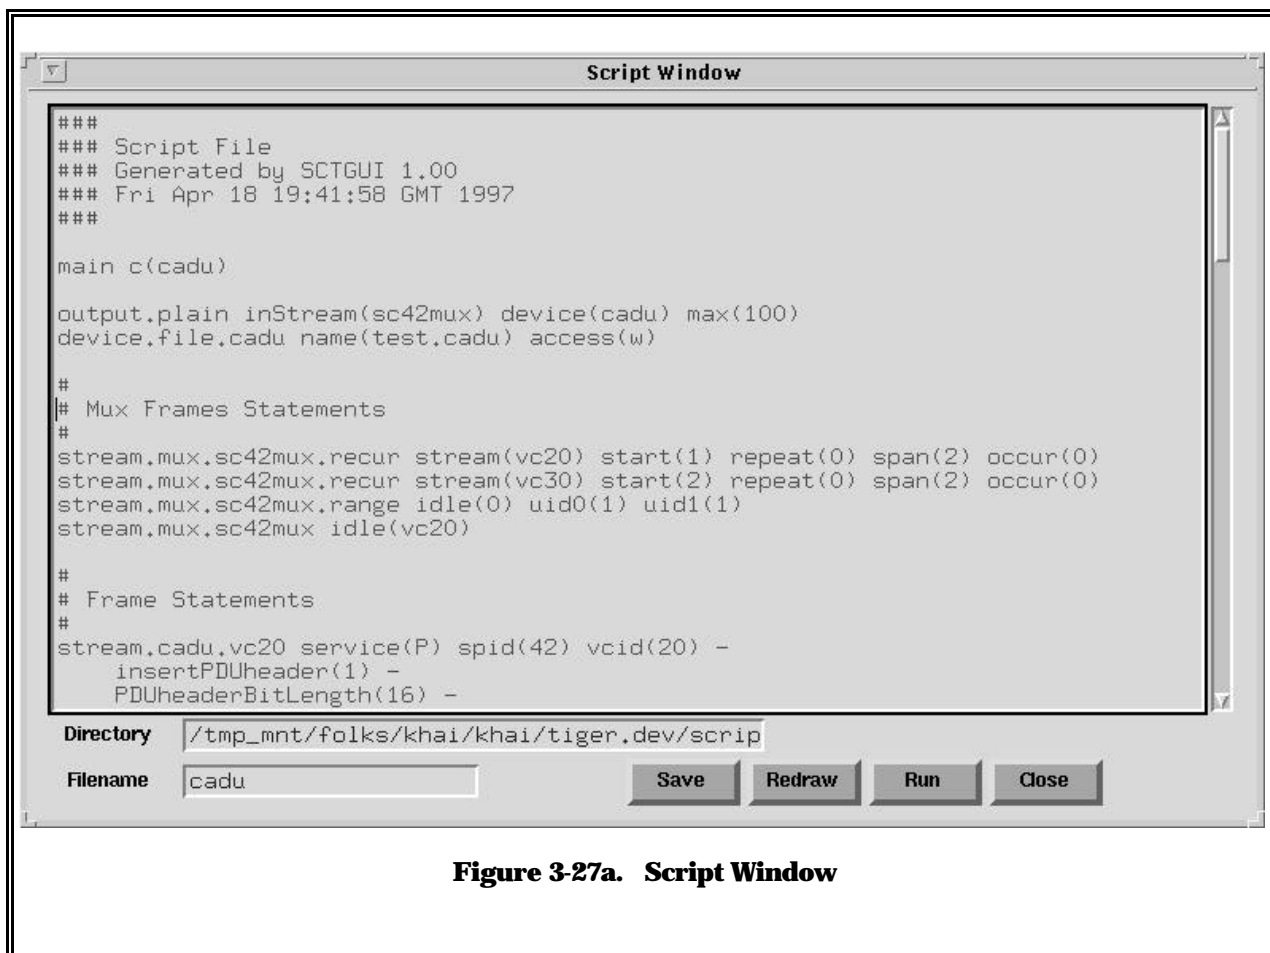 Script Window
###
### Script File
### Generated by SCTGUI 1.00
### Fri Apr 18 19:41:58 GMT 1997
###
main c(cadu)
output.plain inStream(sc42mux) device(cadu) max(100)
device.file.cadu name(test.cadu) access(w)
#
# Mux Frames Statements
#
stream.mux.sc42mux.recur stream(vc20) start(1) repeat(0) span(2) occur(0)
stream.mux.sc42mux.recur stream(vc30) start(2) repeat(0) span(2) occur(0)
stream.mux.sc42mux.range idle(0) uid0(1) uid1(1)
stream.mux.sc42mux idle(vc20)
#
# Frame Statements
#
stream.cadu.vc20 service(P) spid(42) vcid(20) -
    insertPDUheader(1) -
    PDUheaderBitLength(16) -
Directory /tmp_mnt/folks/khai/khai/tiger.dev/scrip
Filename cadu Save Redraw Run Close
Figure 3-27a. Script Window